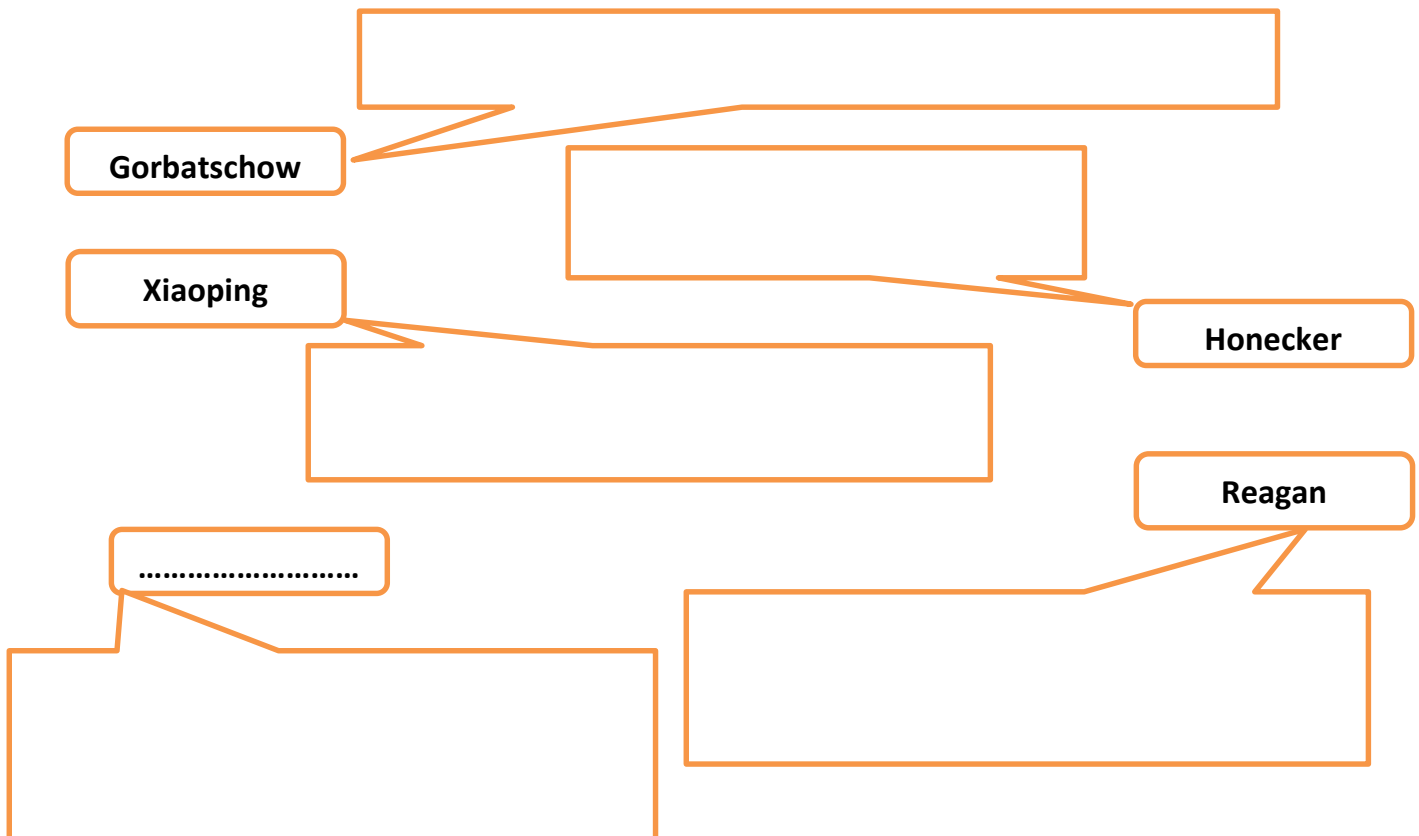 Gorbatschow
Xiaoping
Honecker
Reagan
………………………